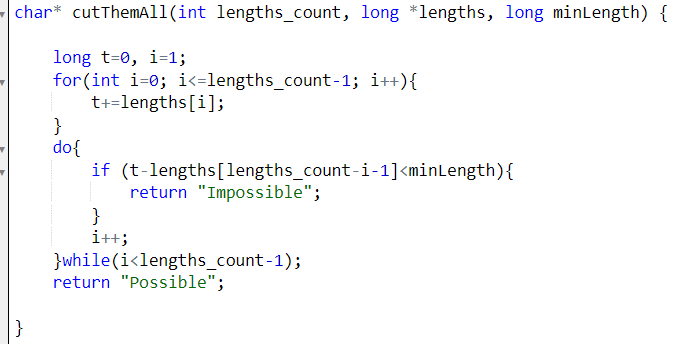 char* cutThemAll(int lengths_count, long *lengths, long minLength) {
long t=0, i=1;
for(int i=0; i<=lengths_count-1; i++){
t+=lengths[i];
}
do{
if (t-lengths[lengths_count-i-1]<minLength){
return "Impossible";
}
i++;
}while(i<lengths_count-1);
return "Possible";
}